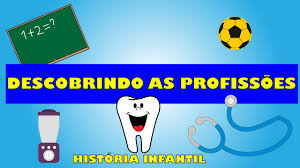 1+2=?
DESCOBRINDO AS PROFISSÕES
HISTÓRIA INFANTIL